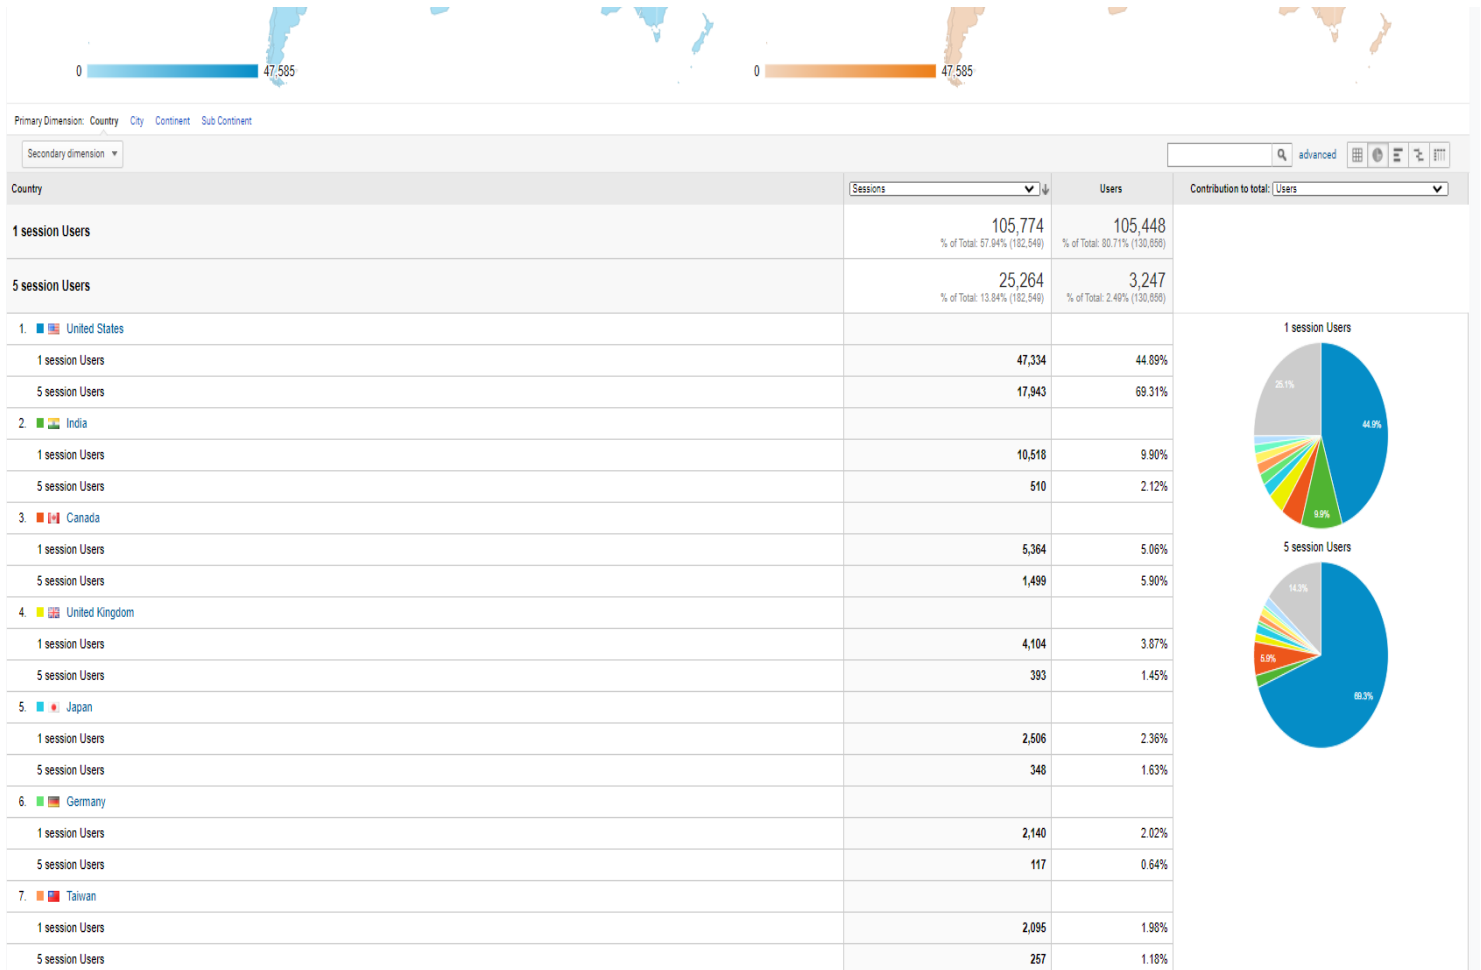 0 47,585 0 47,585
Primary Dimension: Country City Continent Sub Continent
Secondary dimension advanced
Country Sessions Users Contribution to total: Users
1 session Users 105,774 105,448
% of Total: 57.94% (182,549) % of Total: 80.71% (130,656)
5 session Users 25,264 3,247
% of Total: 13.84% (182,549) % of Total: 2.49% (130,656)
1. United States
1 session Users 47,334 44.89%
5 session Users 17,943 69.31%
2. India
1 session Users 10,518 9.90%
5 session Users 510 2.12%
3. Canada
1 session Users 5,364 5.06%
5 session Users 1,499 5.90%
4. United Kingdom
1 session Users 4,104 3.87%
5 session Users 393 1.45%
5. Japan
1 session Users 2,506 2.36%
5 session Users 348 1.63%
6. Germany
1 session Users 2,140 2.02%
5 session Users 117 0.64%
7. Taiwan
1 session Users 2,095 1.98%
5 session Users 257 1.18%
1 session Users
25.1%
44.9%
9.9%
5 session Users
14.3%
5.9%
69.3%